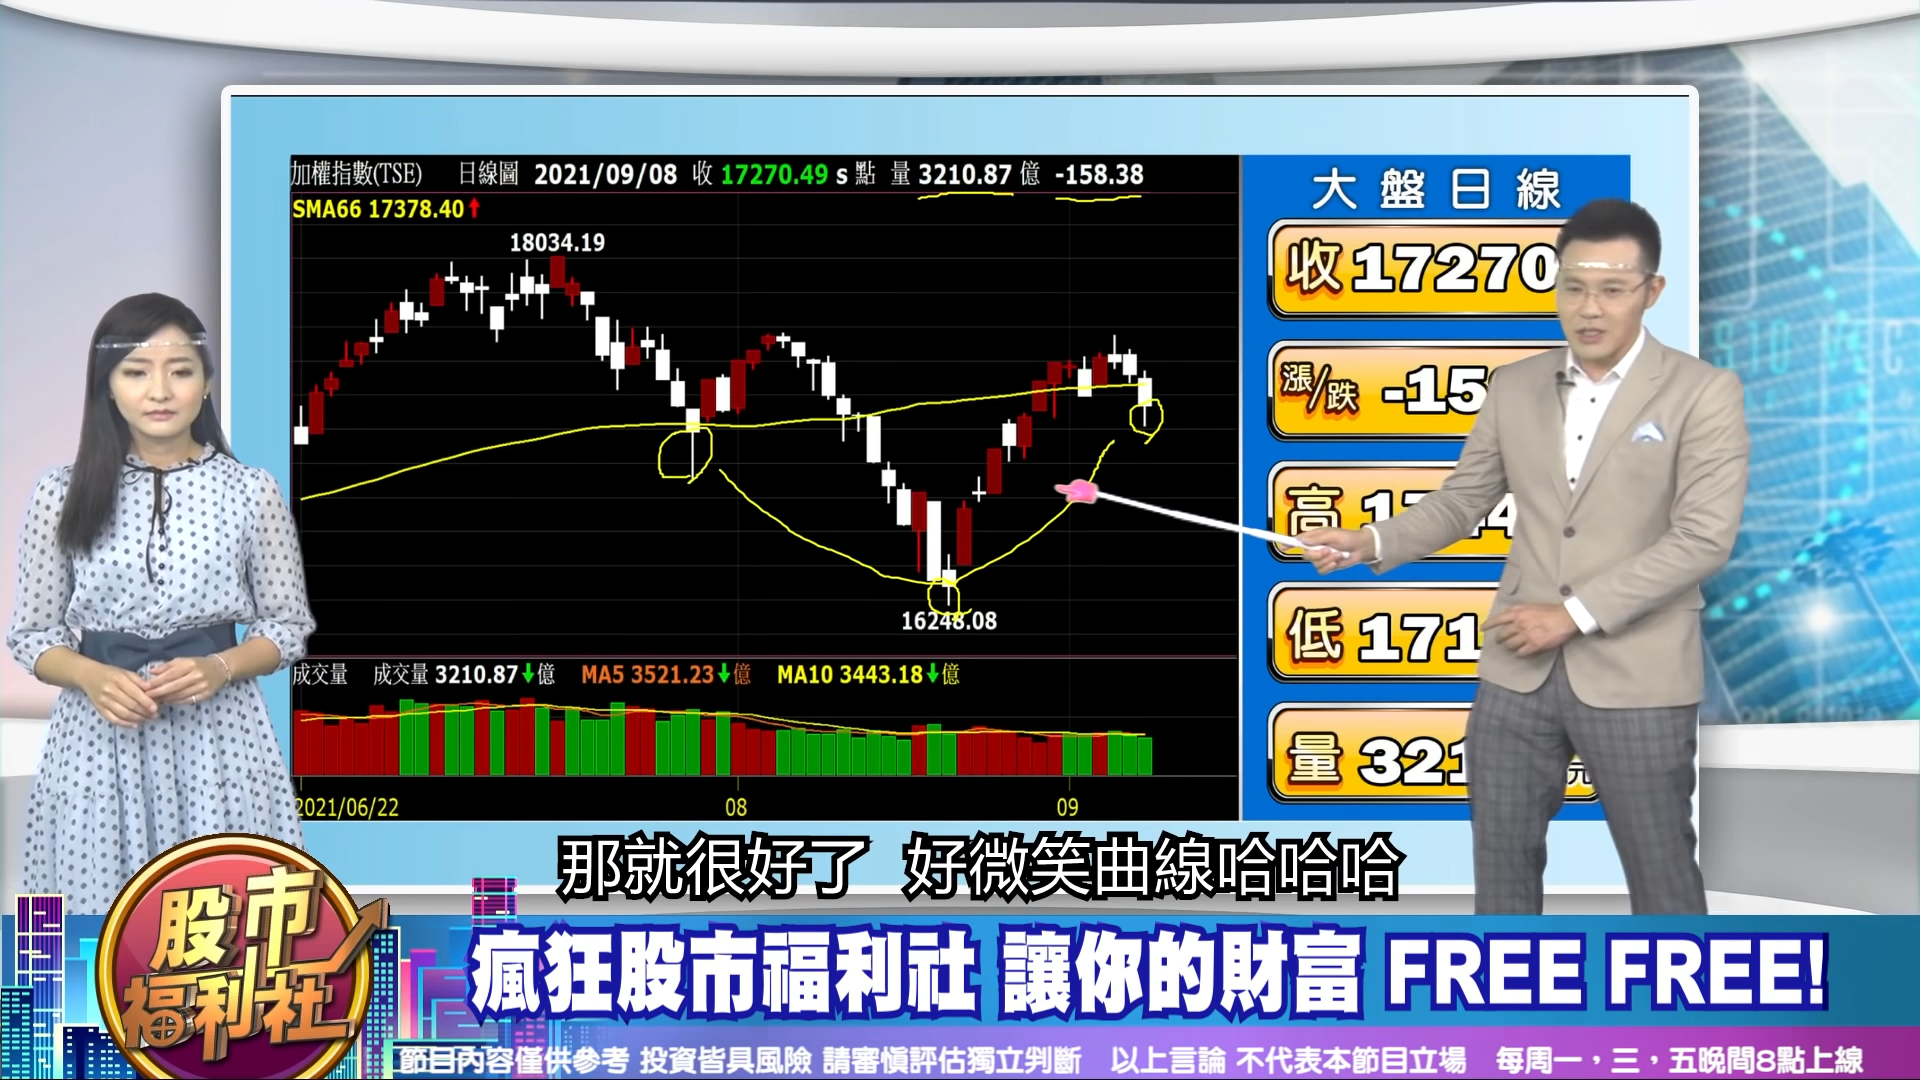 加權指數(TSE) 日線圖 2021/09/08 收 17270.49 s 點 量 3210.87 億 -158.38
SMA66 17378.40
18034.19
16248.08
成交量 成交量 3210.87 億 MA5 3521.23 億 MA10 3443.18 億
2021/06/22 08 09
大盤日線
收 17270
漲/跌 -15
高 17
低 171
量 321 元
那就很好了 好微笑曲線哈哈哈
股市
福利社
瘋狂股市福利社 讓你的財富 FREE FREE!
節目內容僅供參考 投資皆具風險 請審慎評估獨立判斷 以上言論 不代表本節目立場 每周一，三，五晚間8點上線